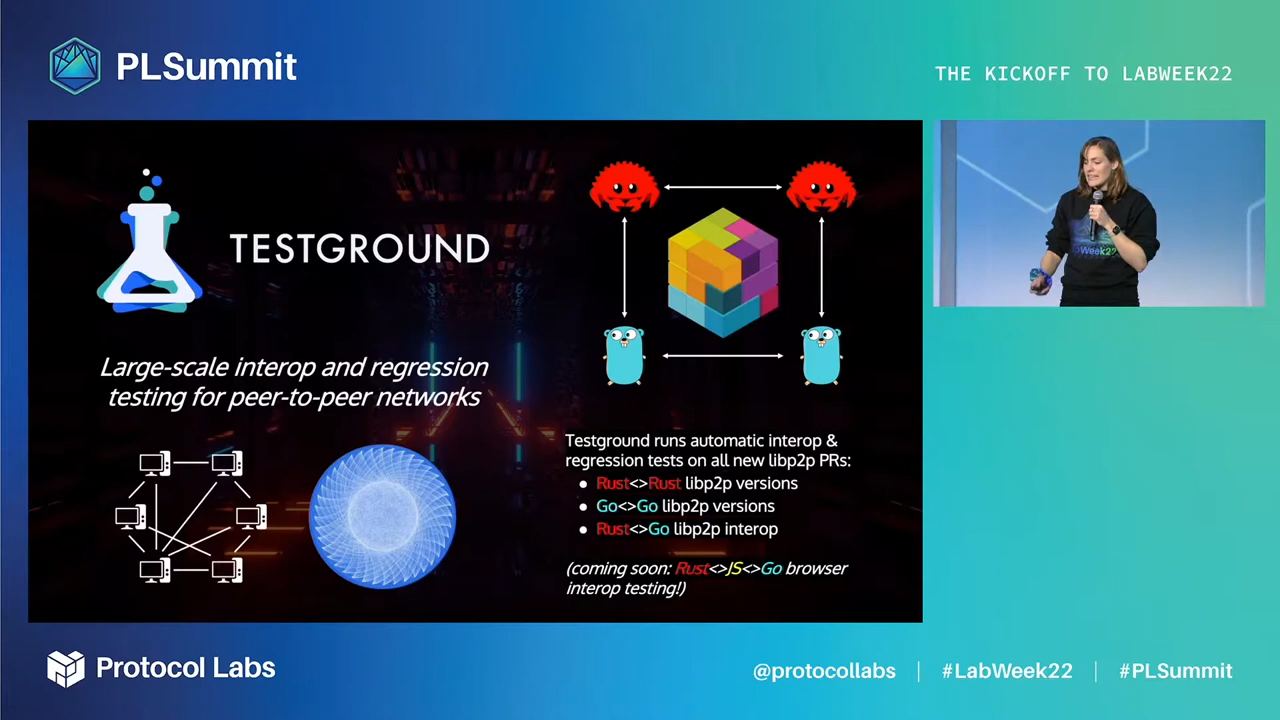 PLSummit
THE KICKOFF TO LABWEEK22
TESTGROUND
Large-scale interop and regression
testing for peer-to-peer networks
Testground runs automatic interop &
regression tests on all new libp2p PRs:
● Rust<>Rust libp2p versions
● Go<>Go libp2p versions
● Rust<>Go libp2p interop
(coming soon: Rust<>JS<>Go browser
interop testing!)
Week22
Protocol Labs
@protocollabs | #LabWeek22 | #PLSummit